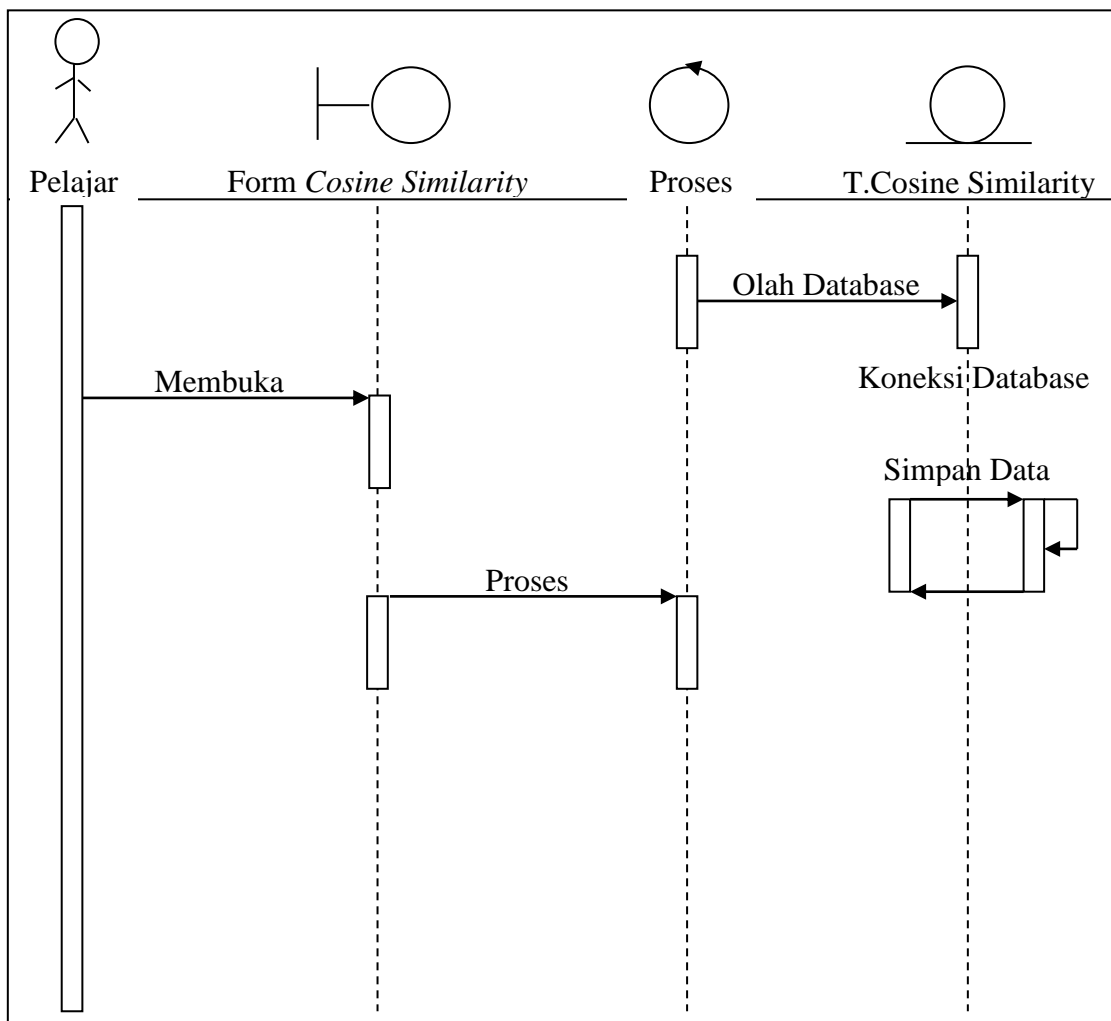 Pelajar
Form Cosine Similarity
Proses
T.Cosine Similarity
Olah Database
Koneksi Database
Membuka
Simpan Data
Proses